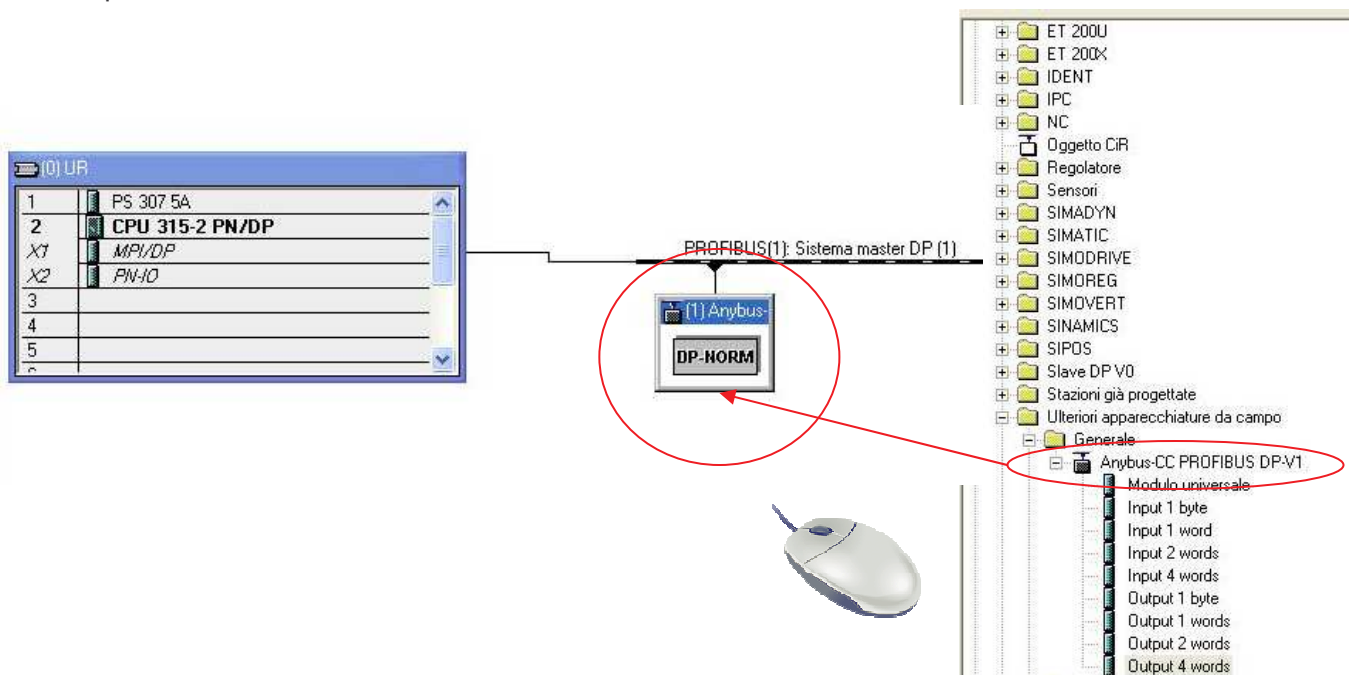 (0) UR
1 PS 307 5A
2 CPU 315-2 PN/DP
X1 MPI/DP
X2 PN-IO
3
4
5
PROFIBUS(1): Sistema master DP (1)
(1) Anybus-
DP-NORM
ET 200U
ET 200X
IDENT
IPC
NC
Oggetto CiR
Regolatore
Sensori
SIMADYN
SIMATIC
SIMODRIVE
SIMOREG
SIMOVERT
SINAMICS
SIPOS
Slave DP V0
Stazioni già progettate
Ulteriori apparecchiature da campo
Generale
Anybus-CC PROFIBUS DP-V1
Modulo universale
Input 1 byte
Input 1 word
Input 2 words
Input 4 words
Output 1 byte
Output 1 words
Output 2 words
Output 4 words